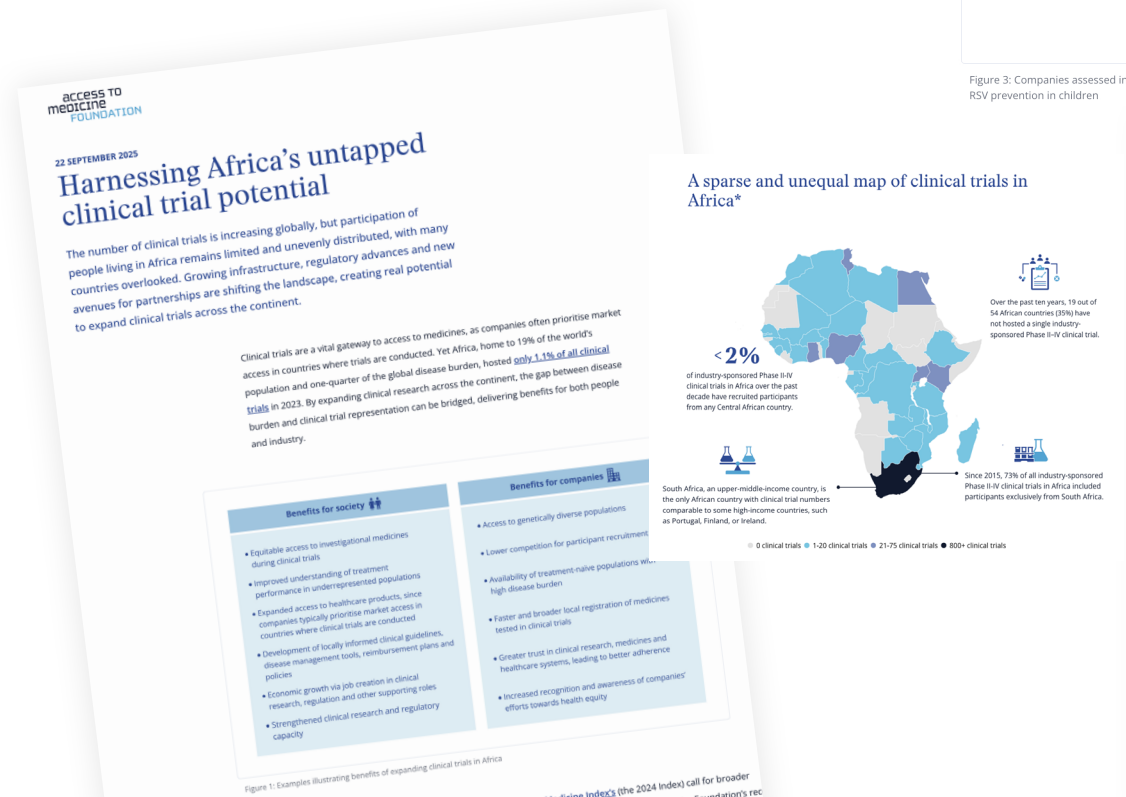 access to
medicine
FOUNDATION
22 SEPTEMBER 2025
Harnessing Africa's untapped
clinical trial potential
The number of clinical trials is increasing globally, but participation of
people living in Africa remains limited and unevenly distributed, with many
countries overlooked. Growing infrastructure, regulatory advances and new
avenues for partnerships are shifting the landscape, creating real potential
to expand clinical trials across the continent.
Clinical trials are a vital gateway to access to medicines, as companies often prioritise market
access in countries where trials are conducted. Yet Africa, home to 19% of the world's
population and one-quarter of the global disease burden, hosted only 1.1% of all clinical
trials in 2023. By expanding clinical research across the continent, the gap between disease
burden and clinical trial representation can be bridged, delivering benefits for both people
and industry.
Benefits for society
• Equitable access to investigational medicines
during clinical trials
• Improved understanding of treatment
performance in underrepresented populations
• Expanded access to healthcare products, since
companies typically prioritise market access in
countries where clinical trials are conducted
• Development of locally informed clinical guidelines,
disease management tools, reimbursement plans and
policies
• Economic growth via job creation in clinical
research, regulation and other supporting roles
• Strengthened clinical research and regulatory
capacity
Benefits for companies
• Access to genetically diverse populations
• Lower competition for participant recruitment
• Availability of treatment-naïve populations with
high disease burden
• Faster and broader local registration of medicines
tested in clinical trials
• Greater trust in clinical research, medicines and
healthcare systems, leading to better adherence
• Increased recognition and awareness of companies'
efforts towards health equity
Figure 1: Examples illustrating benefits of expanding clinical trials in Africa
Index's (the 2024 Index) call for broader
Figure 3: Companies assessed in
RSV prevention in children
A sparse and unequal map of clinical trials in
Africa*
Over the past ten years, 19 out of
54 African countries (35%) have
not hosted a single industry-
sponsored Phase II-IV clinical trial.
<2%
of industry-sponsored Phase II-IV
clinical trials in Africa over the past
decade have recruited participants
from any Central African country.
South Africa, an upper-middle-income country, is
the only African country with clinical trial numbers
comparable to some high-income countries, such
as Portugal, Finland, or Ireland.
Since 2015, 73% of all industry-sponsored
Phase II-IV clinical trials in Africa included
participants exclusively from South Africa.
0 clinical trials 1-20 clinical trials 21-75 clinical trials 800+ clinical trials